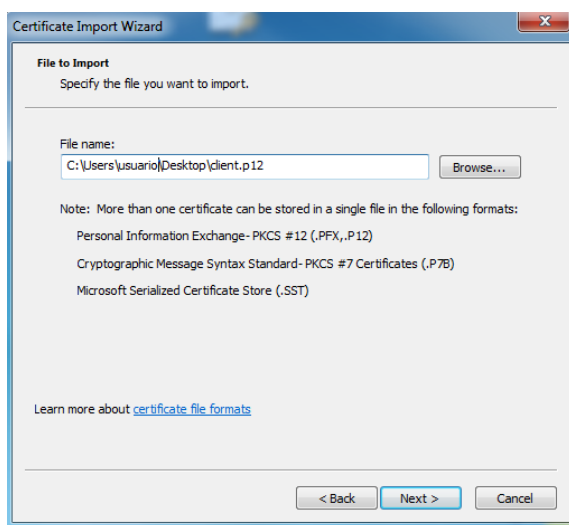 Certificate Import Wizard
File to Import
Specify the file you want to import.
File name:
C:\Users\usuario\Desktop\client.p12
Browse...
Note: More than one certificate can be stored in a single file in the following formats:
Personal Information Exchange- PKCS #12 (.PFX,.P12)
Cryptographic Message Syntax Standard- PKCS #7 Certificates (.P7B)
Microsoft Serialized Certificate Store (.SST)
Learn more about certificate file formats
< Back Next > Cancel